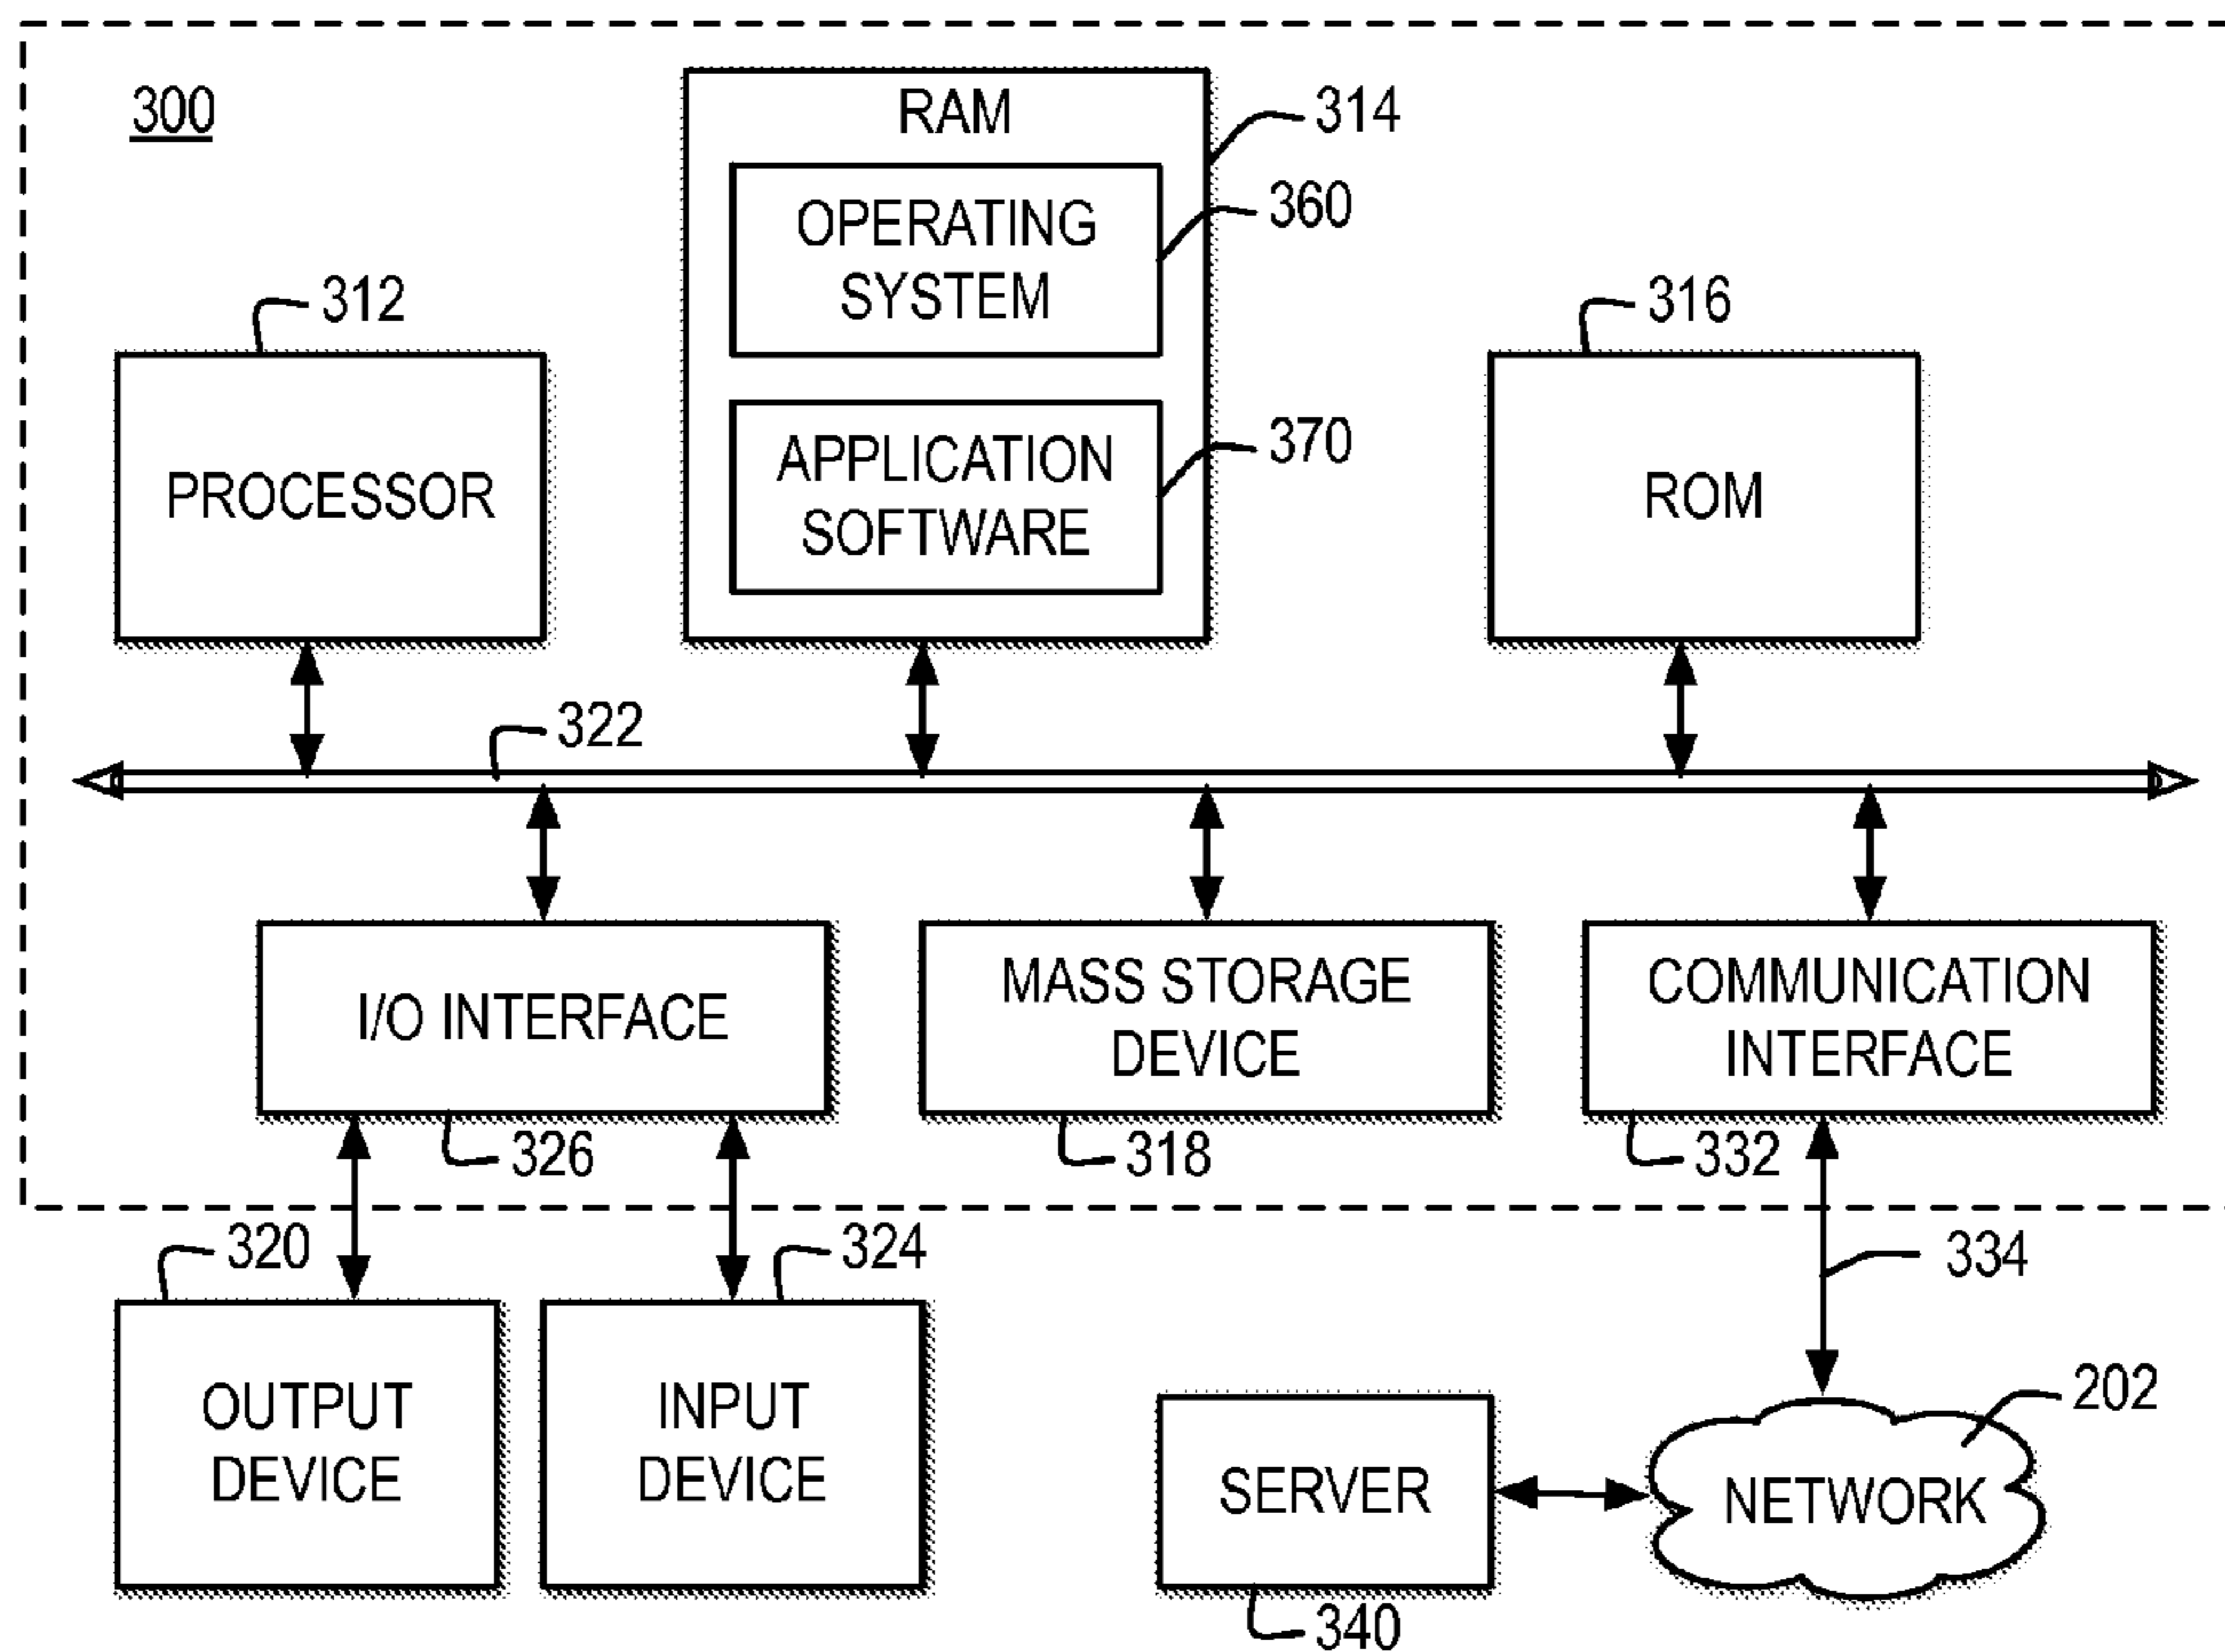 300
RAM
314
OPERATING
SYSTEM
360
312
316
PROCESSOR
APPLICATION
SOFTWARE
370
ROM
322
I/O INTERFACE
MASS STORAGE
DEVICE
COMMUNICATION
INTERFACE
326
318
332
320
324
334
OUTPUT
DEVICE
INPUT
DEVICE
SERVER
340
202
NETWORK